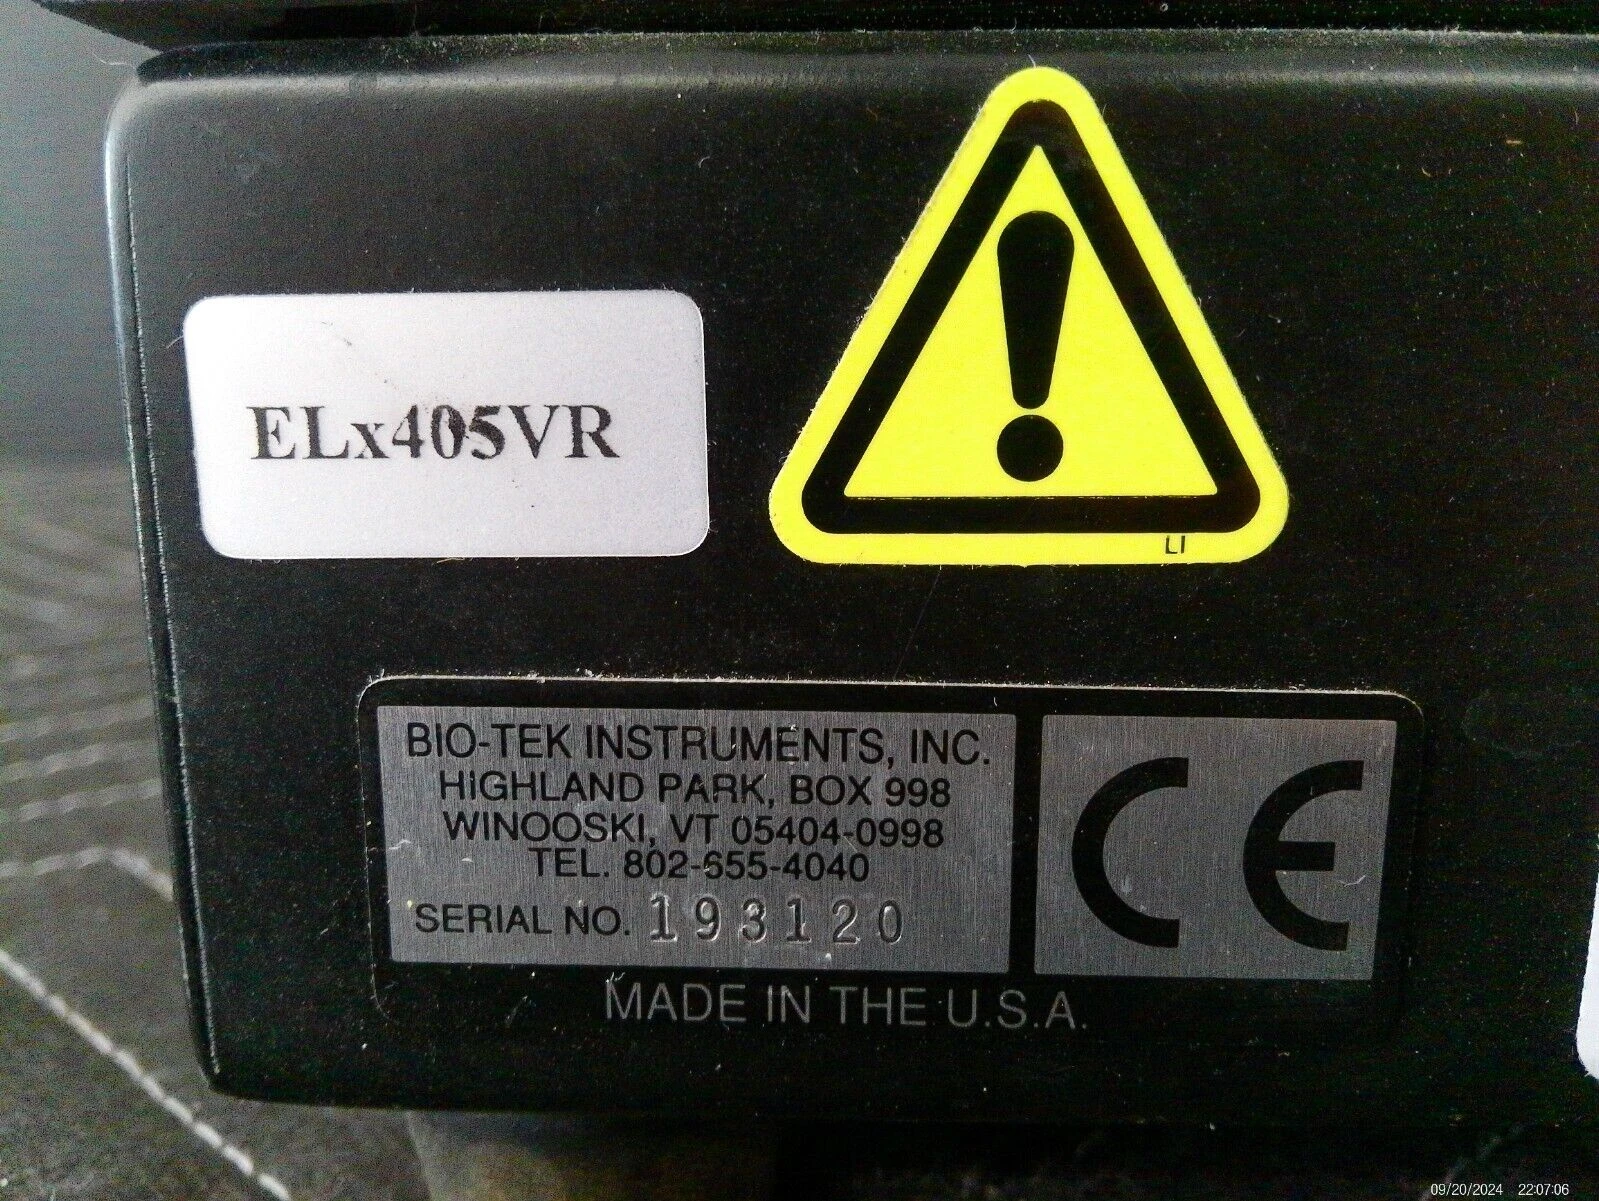 ELx405VR
LI
BIO-TEK INSTRUMENTS, INC.
HIGHLAND PARK, BOX 998
WINOOSKI, VT 05404-0998
TEL. 802-655-4040
SERIAL NO. 193120
CE
MADE IN THE U.S.A.
09/20/2024 22:07:06